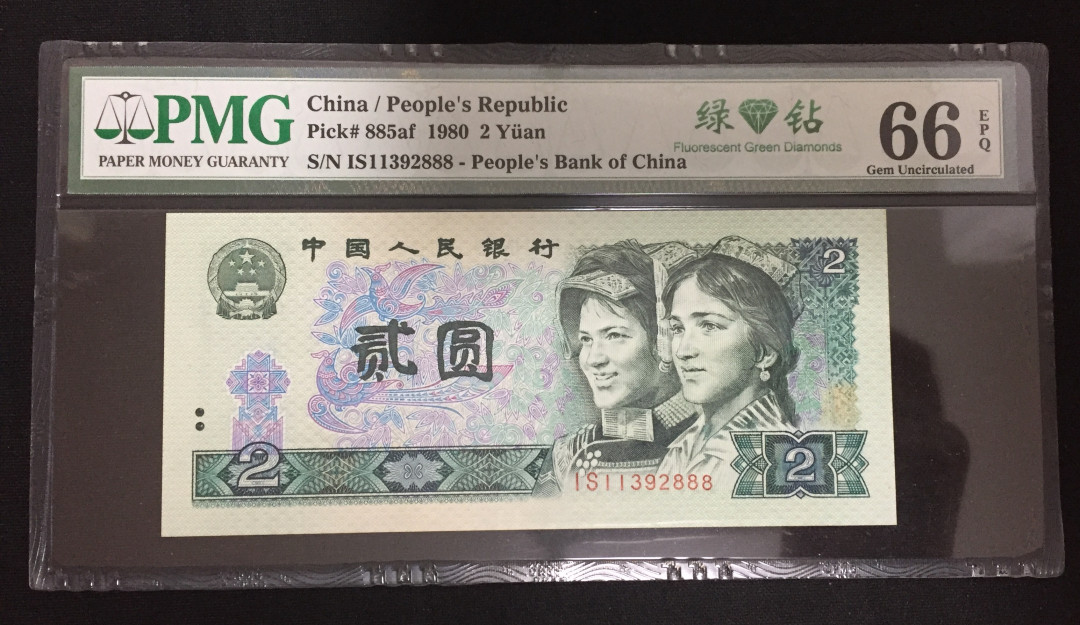 PMG
PAPER MONEY GUARANTY
China / People's Republic
Pick# 885af 1980 2 Yüan
S/N IS11392888 - People's Bank of China
绿 钻
Fluorescent Green Diamonds
66 EPQ
Gem Uncirculated
中国人民银行
2
贰圆
2
IS11392888
2